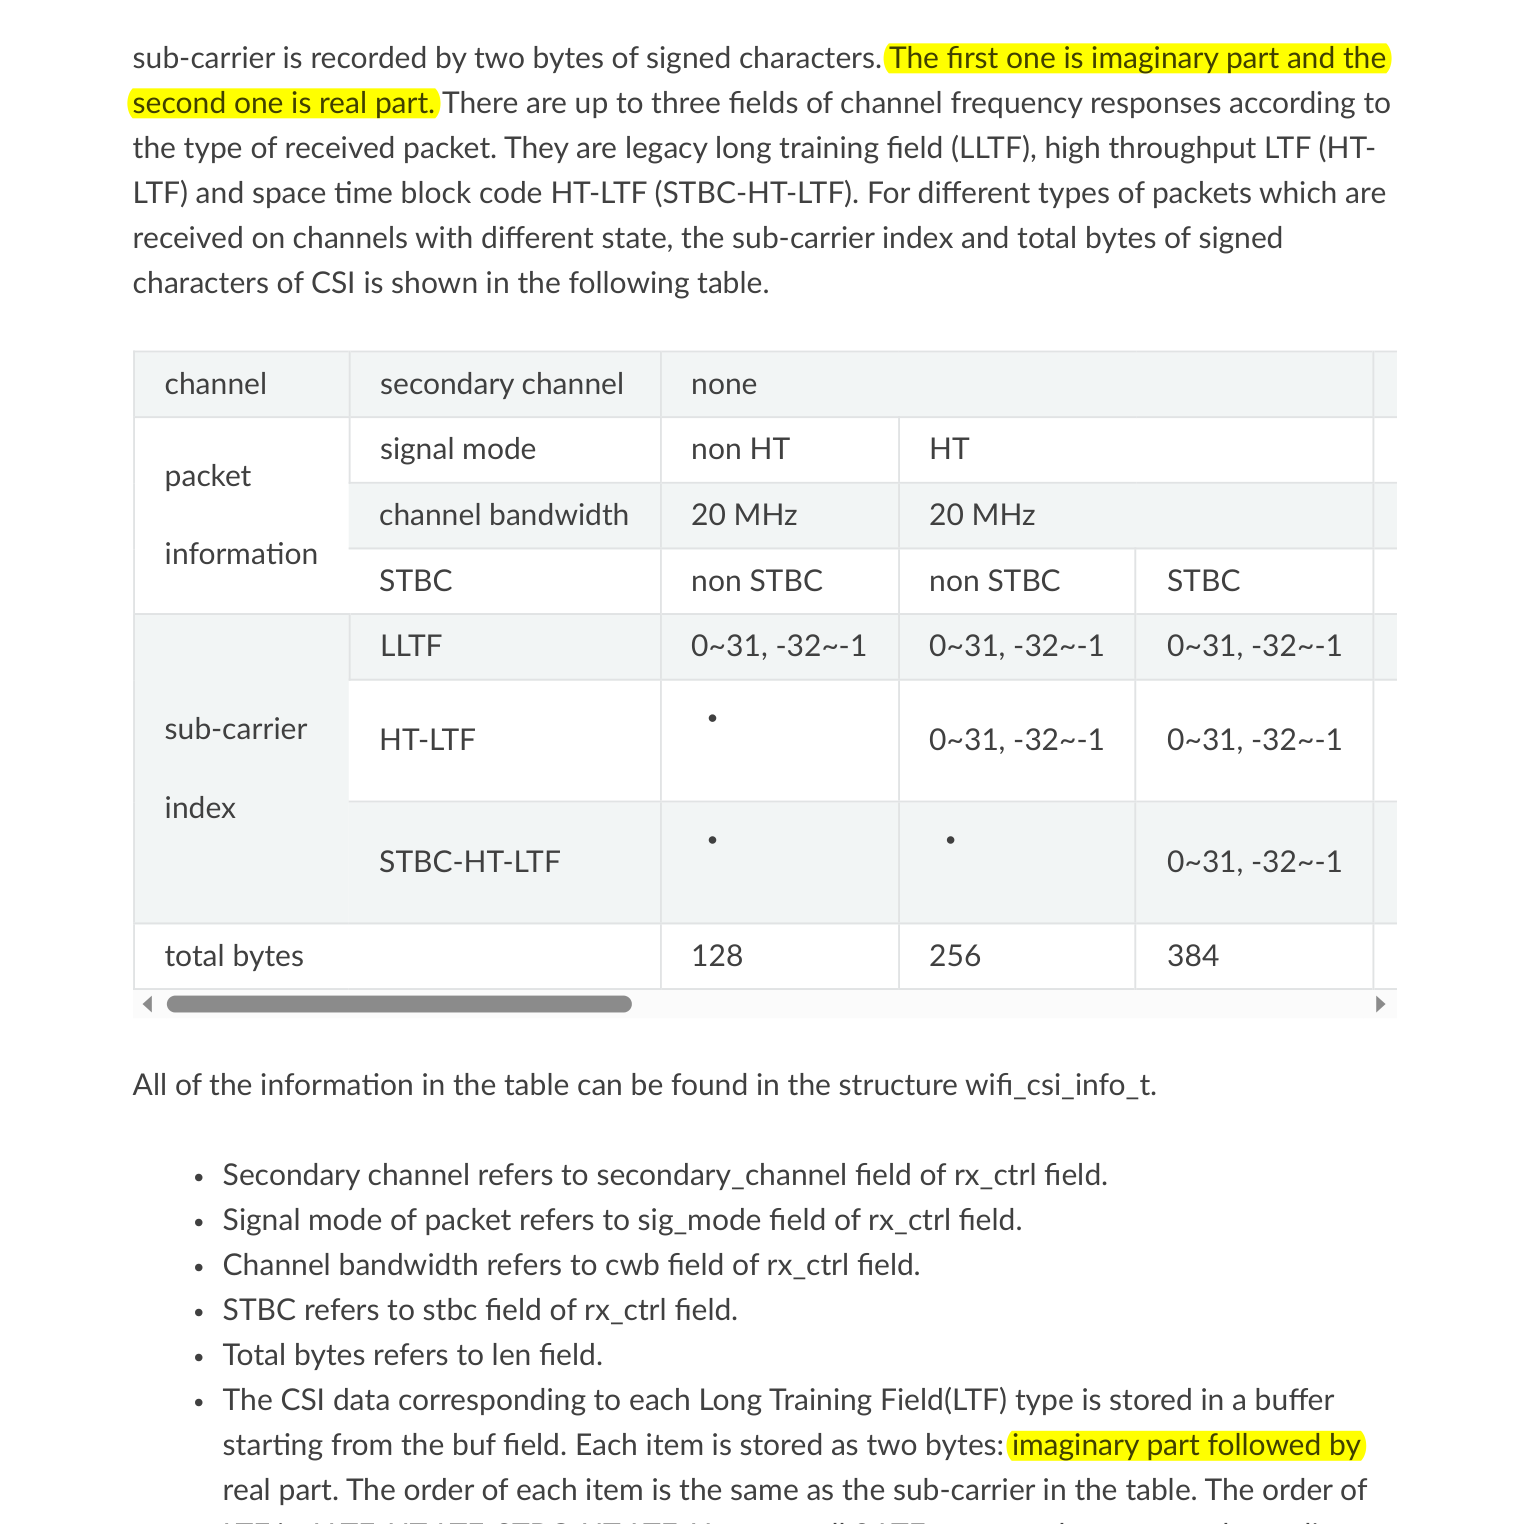 sub-carrier is recorded by two bytes of signed characters. The first one is imaginary part and the
second one is real part. There are up to three fields of channel frequency responses according to
the type of received packet. They are legacy long training field (LLTF), high throughput LTF (HT-
LTF) and space time block code HT-LTF (STBC-HT-LTF). For different types of packets which are
received on channels with different state, the sub-carrier index and total bytes of signed
characters of CSI is shown in the following table.
channel secondary channel none
packet information
signal mode non HT HT
channel bandwidth 20 MHz 20 MHz
STBC non STBC non STBC STBC
sub-carrier index
LLTF 0~31, -32~-1 0~31, -32~-1 0~31, -32~-1
HT-LTF • 0~31, -32~-1 0~31, -32~-1
STBC-HT-LTF • • 0~31, -32~-1
total bytes 128 256 384
All of the information in the table can be found in the structure wifi_csi_info_t.
• Secondary channel refers to secondary_channel field of rx_ctrl field.
• Signal mode of packet refers to sig_mode field of rx_ctrl field.
• Channel bandwidth refers to cwb field of rx_ctrl field.
• STBC refers to stbc field of rx_ctrl field.
• Total bytes refers to len field.
• The CSI data corresponding to each Long Training Field(LTF) type is stored in a buffer
starting from the buf field. Each item is stored as two bytes: imaginary part followed by
real part. The order of each item is the same as the sub-carrier in the table. The order of